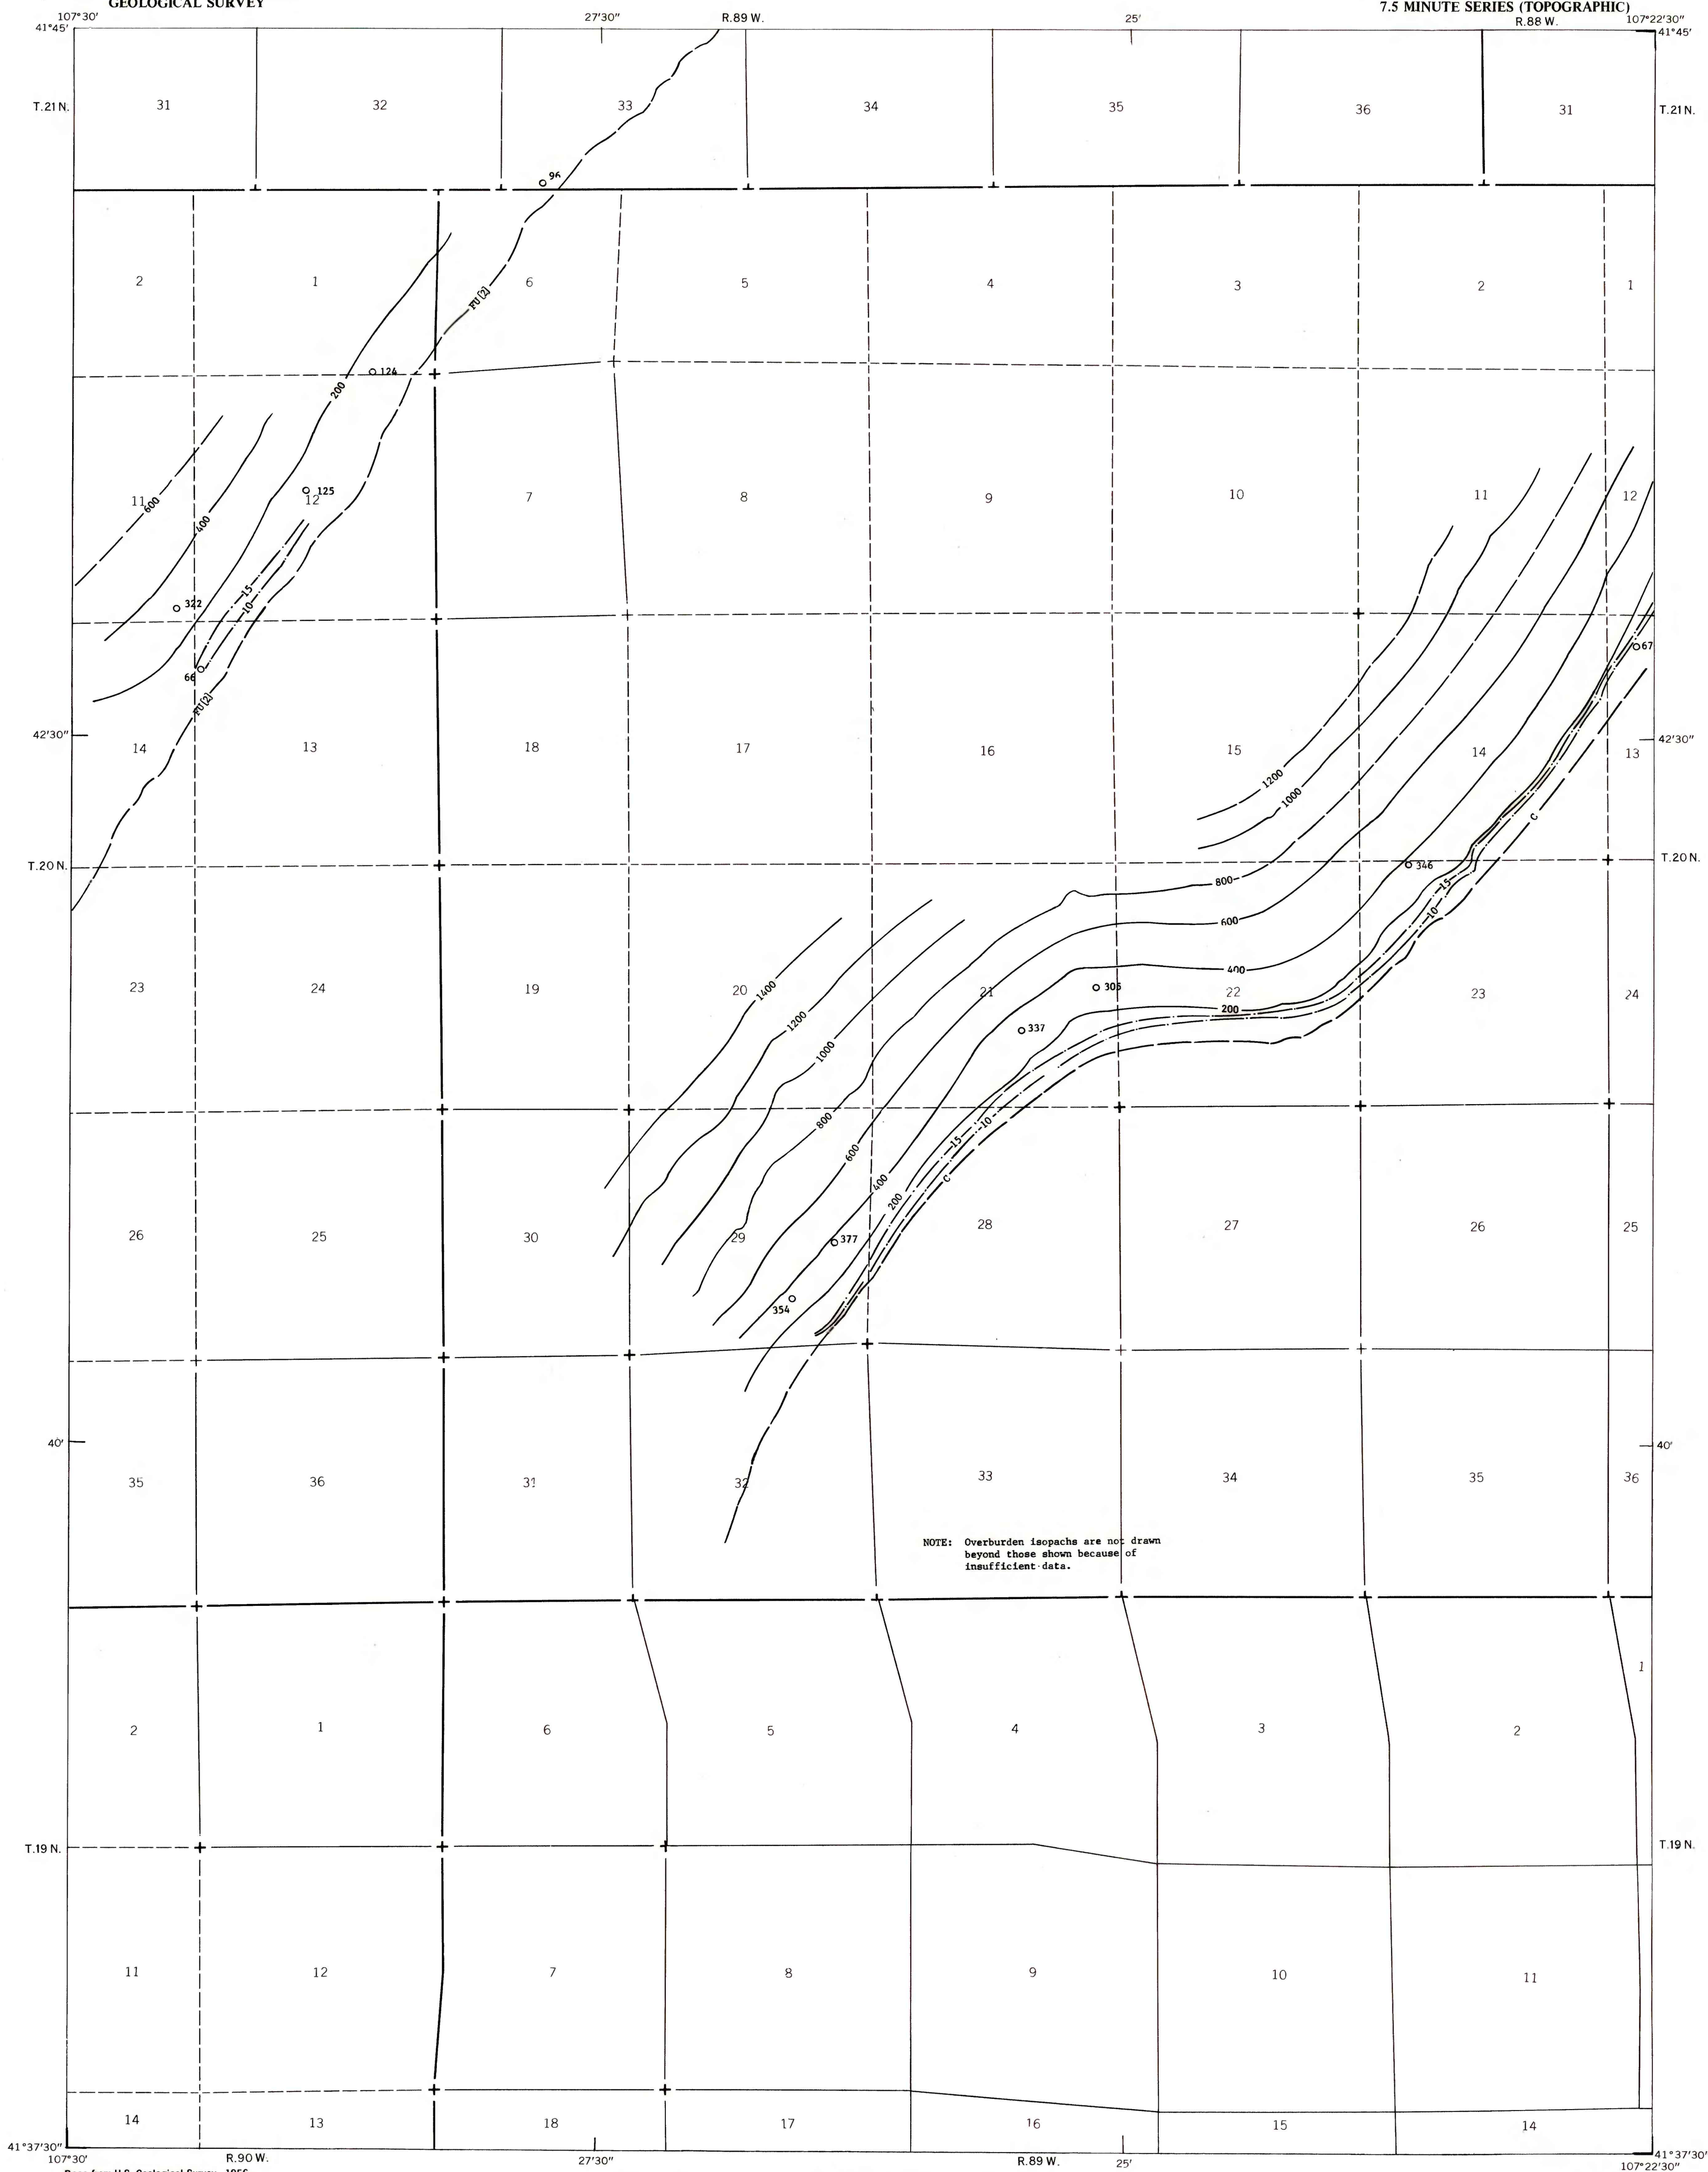 GEOLOGICAL SURVEY
7.5 MINUTE SERIES (TOPOGRAPHIC)
107°30' 27'30" R.89 W. 25' R.88 W. 107°22'30"
41°45' 41°45'
T.21 N. 31 32 33 34 35 36 31 T.21 N.
96
2 1 6 5 4 3 2 1
FU[2]
124
200
11 600 400 125 12 7 8 9 10 11 12
15
10
322
66
67
FU[2]
42'30" 14 13 18 17 16 15 14 13 42'30"
1200
1000
C
T.20 N. 346 T.20 N.
800
15
600
10
400
23 24 19 20 1400 21 305 22 23 24
200
1200
337
1000
800
15
10
600
400
C
200
26 25 30 29 377 28 27 26 25
354
40' 40'
35 36 31 32 33 34 35 36
NOTE: Overburden isopachs are not drawn
beyond those shown because of
insufficient data.
1
2 1 6 5 4 3 2
T.19 N. T.19 N.
11 12 7 8 9 10 11
14 13 18 17 16 15 14
41°37'30" 41°37'30"
107°30' R.90 W. 27'30" R.89 W. 25' 107°22'30"